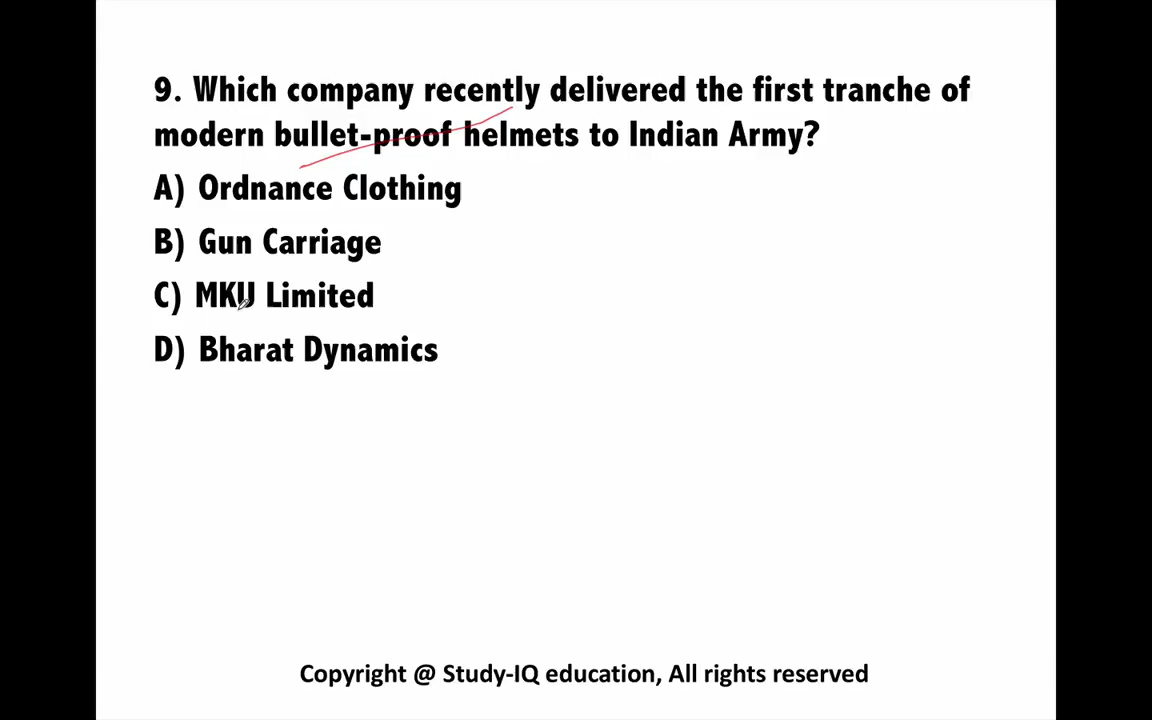 9. Which company recently delivered the first tranche of
modern bullet-proof helmets to Indian Army?
A) Ordnance Clothing
B) Gun Carriage
C) MKU Limited
D) Bharat Dynamics
Copyright @ Study-IQ education, All rights reserved